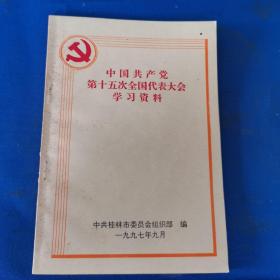 中国共产党
第十五次全国代表大会
学习资料
中共桂林市委员会组织部 编
一九九七年九月